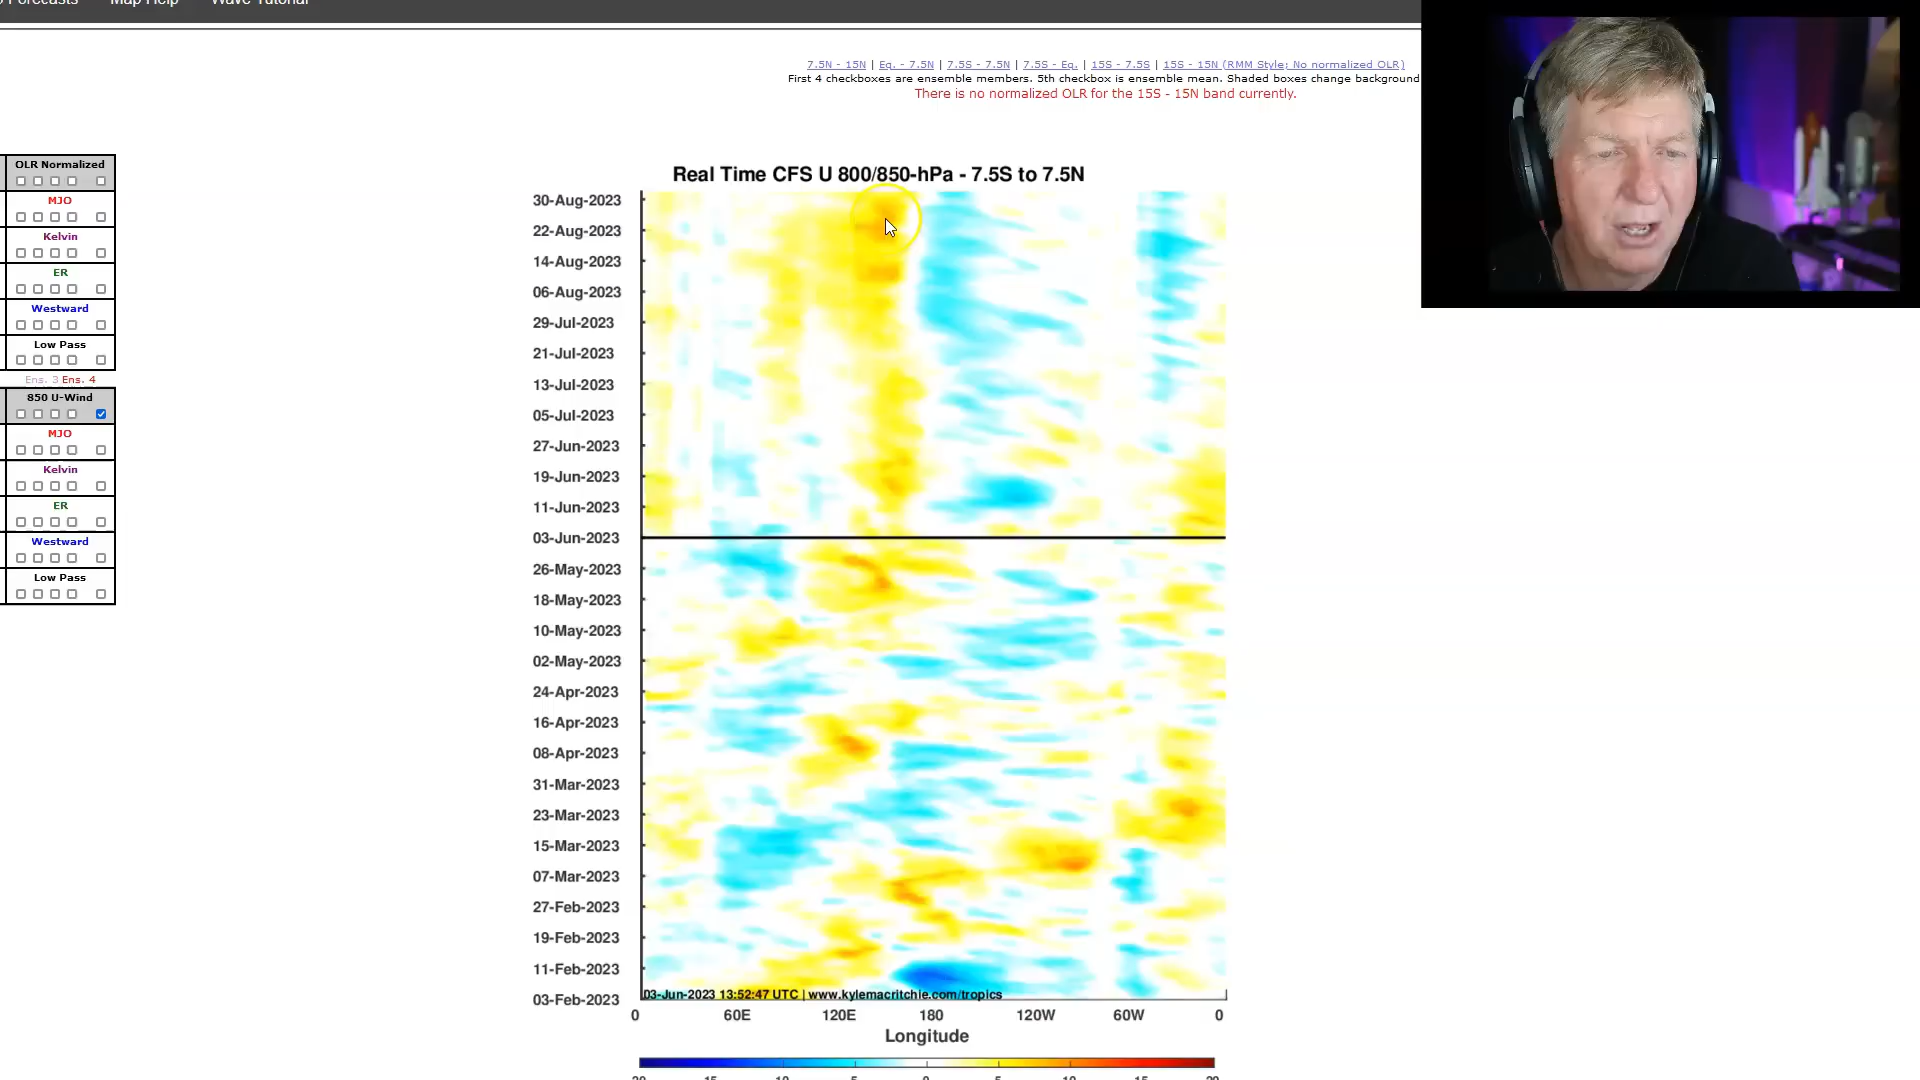 Forecasts Map Help Wave Tutorial
7.5N - 15N | Eq. - 7.5N | 7.5S - 7.5N | 7.5S - Eq. | 15S - 7.5S | 15S - 15N (RMM Style; No normalized OLR)
First 4 checkboxes are ensemble members. 5th checkbox is ensemble mean. Shaded boxes change background
There is no normalized OLR for the 15S - 15N band currently.
OLR Normalized
MJO
Kelvin
ER
Westward
Low Pass
Ens. 3 Ens. 4
850 U-Wind
MJO
Kelvin
ER
Westward
Low Pass
Real Time CFS U 800/850-hPa - 7.5S to 7.5N
30-Aug-2023
22-Aug-2023
14-Aug-2023
06-Aug-2023
29-Jul-2023
21-Jul-2023
13-Jul-2023
05-Jul-2023
27-Jun-2023
19-Jun-2023
11-Jun-2023
03-Jun-2023
26-May-2023
18-May-2023
10-May-2023
02-May-2023
24-Apr-2023
16-Apr-2023
08-Apr-2023
31-Mar-2023
23-Mar-2023
15-Mar-2023
07-Mar-2023
27-Feb-2023
19-Feb-2023
11-Feb-2023
03-Feb-2023
03-Jun-2023 13:52:47 UTC | www.kylemacritchie.com/tropics
0 60E 120E 180 120W 60W 0
Longitude